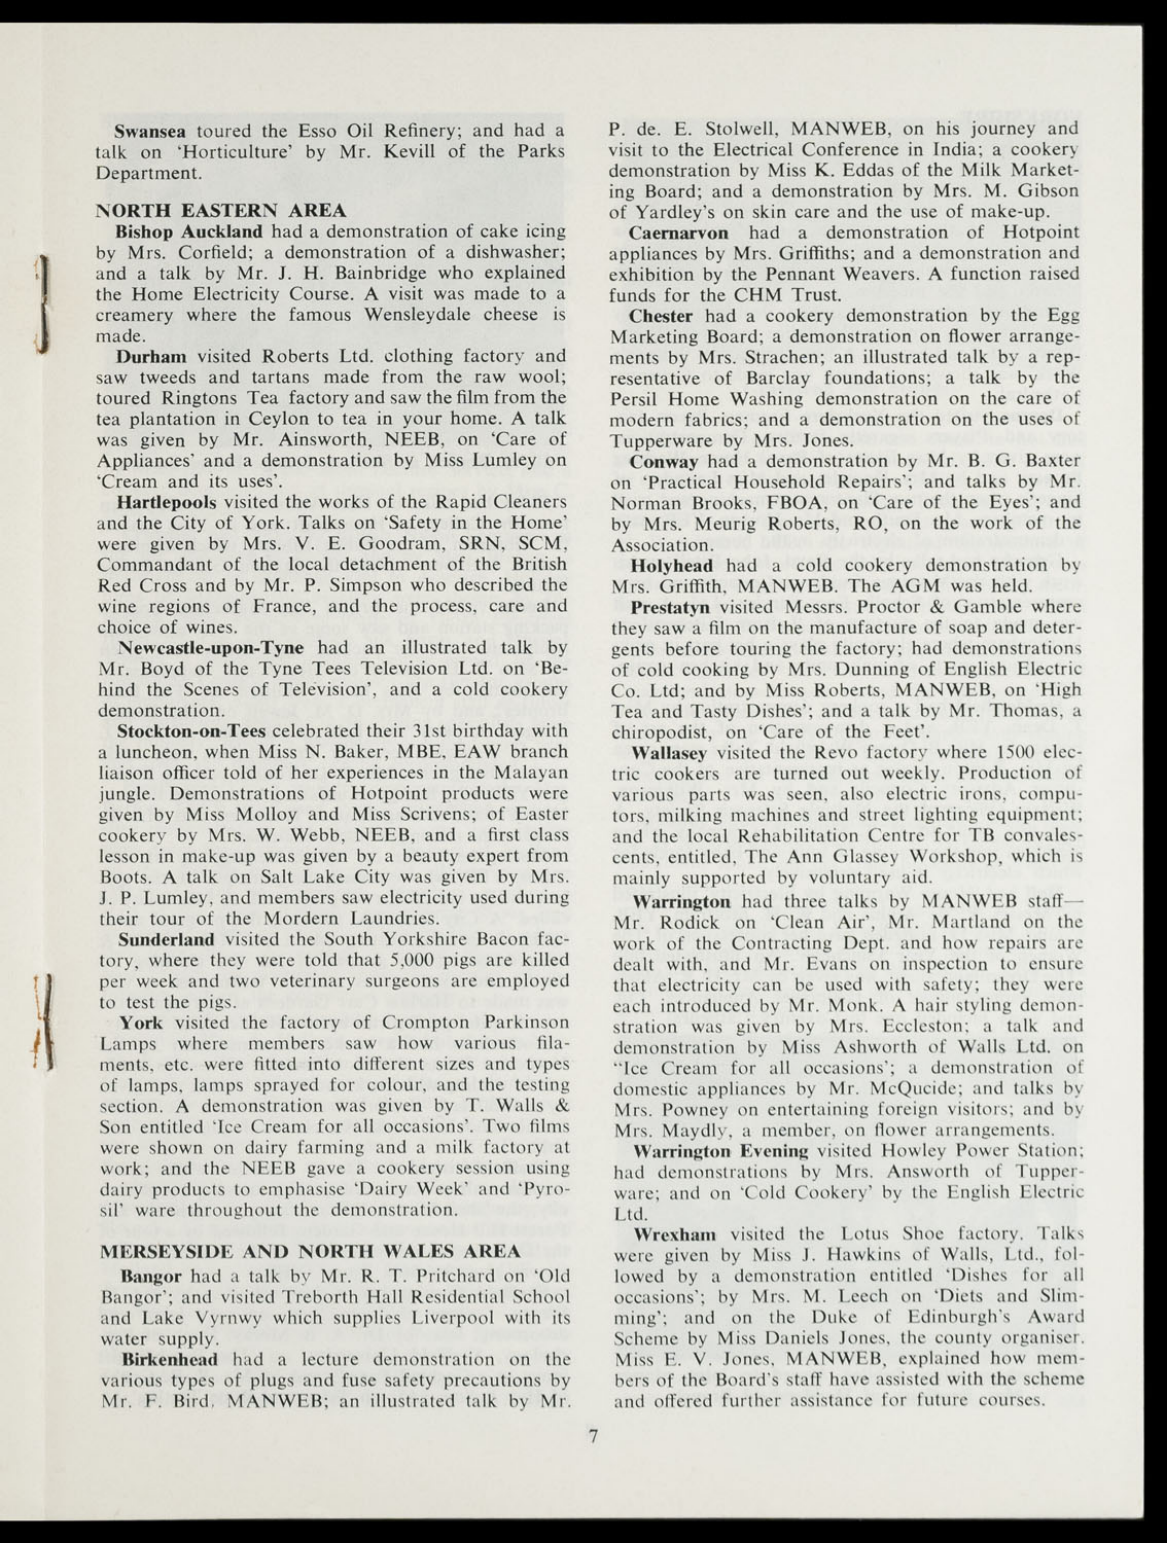 Swansea toured the Esso Oil Refinery; and had a
talk on ‘Horticulture’ by Mr. Kevill of the Parks
Department.
NORTH EASTERN AREA
Bishop Auckland had a demonstration of cake icing
by Mrs. Corfield; a demonstration of a dishwasher;
and a talk by Mr. J. H. Bainbridge who explained
the Home Electricity Course. A visit was made to a
creamery where the famous Wensleydale cheese is
made.
Durham visited Roberts Ltd. clothing factory and
saw tweeds and tartans made from the raw wool;
toured Ringtons Tea factory and saw the film from the
tea plantation in Ceylon to tea in your home. A talk
was given by Mr. Ainsworth, NEEB, on ‘Care of
Appliances’ and a demonstration by Miss Lumley on
‘Cream and its uses’.
Hartlepools visited the works of the Rapid Cleaners
and the City of York. Talks on ‘Safety in the Home’
were given by Mrs. V. E. Goodram, SRN, SCM,
Commandant of the local detachment of the British
Red Cross and by Mr. P. Simpson who described the
wine regions of France, and the process, care and
choice of wines.
Newcastle-upon-Tyne had an illustrated talk by
Mr. Boyd of the Tyne Tees Television Ltd. on ‘Be-
hind the Scenes of Television’, and a cold cookery
demonstration.
Stockton-on-Tees celebrated their 31st birthday with
a luncheon, when Miss N. Baker, MBE, EAW branch
liaison officer told of her experiences in the Malayan
jungle. Demonstrations of Hotpoint products were
given by Miss Molloy and Miss Scrivens; of Easter
cookery by Mrs. W. Webb, NEEB, and a first class
lesson in make-up was given by a beauty expert from
Boots. A talk on Salt Lake City was given by Mrs.
J. P. Lumley, and members saw electricity used during
their tour of the Mordern Laundries.
Sunderland visited the South Yorkshire Bacon fac-
tory, where they were told that 5,000 pigs are killed
per week and two veterinary surgeons are employed
to test the pigs.
York visited the factory of Crompton Parkinson
Lamps where members saw how various fila-
ments, etc. were fitted into different sizes and types
of lamps, lamps sprayed for colour, and the testing
section. A demonstration was given by T. Walls &
Son entitled ‘Ice Cream for all occasions’. Two films
were shown on dairy farming and a milk factory at
work; and the NEEB gave a cookery session using
dairy products to emphasise ‘Dairy Week’ and ‘Pyro-
sil’ ware throughout the demonstration.
MERSEYSIDE AND NORTH WALES AREA
Bangor had a talk by Mr. R. T. Pritchard on ‘Old
Bangor’; and visited Treborth Hall Residential School
and Lake Vyrnwy which supplies Liverpool with its
water supply.
Birkenhead had a lecture demonstration on the
various types of plugs and fuse safety precautions by
Mr. F. Bird, MANWEB; an illustrated talk by Mr.
P. de. E. Stolwell, MANWEB, on his journey and
visit to the Electrical Conference in India; a cookery
demonstration by Miss K. Eddas of the Milk Market-
ing Board; and a demonstration by Mrs. M. Gibson
of Yardley's on skin care and the use of make-up.
Caernarvon had a demonstration of Hotpoint
appliances by Mrs. Griffiths; and a demonstration and
exhibition by the Pennant Weavers. A function raised
funds for the CHM Trust.
Chester had a cookery demonstration by the Egg
Marketing Board; a demonstration on flower arrange-
ments by Mrs. Strachen; an illustrated talk by a rep-
resentative of Barclay foundations; a talk by the
Persil Home Washing demonstration on the care of
modern fabrics; and a demonstration on the uses of
Tupperware by Mrs. Jones.
Conway had a demonstration by Mr. B. G. Baxter
on ‘Practical Household Repairs’; and talks by Mr.
Norman Brooks, FBOA, on ‘Care of the Eyes’; and
by Mrs. Meurig Roberts, RO, on the work of the
Association.
Holyhead had a cold cookery demonstration by
Mrs. Griffith, MANWEB. The AGM was held.
Prestatyn visited Messrs. Proctor & Gamble where
they saw a film on the manufacture of soap and deter-
gents before touring the factory; had demonstrations
of cold cooking by Mrs. Dunning of English Electric
Co. Ltd; and by Miss Roberts, MANWEB, on ‘High
Tea and Tasty Dishes’; and a talk by Mr. Thomas, a
chiropodist, on ‘Care of the Feet’.
Wallasey visited the Revo factory where 1500 elec-
tric cookers are turned out weekly. Production of
various parts was seen, also electric irons, compu-
tors, milking machines and street lighting equipment;
and the local Rehabilitation Centre for TB convales-
cents, entitled, The Ann Glassey Workshop, which is
mainly supported by voluntary aid.
Warrington had three talks by MANWEB staff—
Mr. Rodick on ‘Clean Air’, Mr. Martland on the
work of the Contracting Dept. and how repairs are
dealt with, and Mr. Evans on inspection to ensure
that electricity can be used with safety; they were
each introduced by Mr. Monk. A hair styling demon-
stration was given by Mrs. Eccleston; a talk and
demonstration by Miss Ashworth of Walls Ltd. on
“Ice Cream for all occasions’; a demonstration of
domestic appliances by Mr. McQucide; and talks by
Mrs. Powney on entertaining foreign visitors; and by
Mrs. Maydly, a member, on flower arrangements.
Warrington Evening visited Howley Power Station;
had demonstrations by Mrs. Answorth of Tupper-
ware; and on ‘Cold Cookery’ by the English Electric
Ltd.
Wrexham visited the Lotus Shoe factory. Talks
were given by Miss J. Hawkins of Walls, Ltd., fol-
lowed by a demonstration entitled ‘Dishes for all
occasions’; by Mrs. M. Leech on ‘Diets and Slim-
ming’; and on the Duke of Edinburgh's Award
Scheme by Miss Daniels Jones, the county organiser.
Miss E. V. Jones, MANWEB, explained how mem-
bers of the Board's staff have assisted with the scheme
and offered further assistance for future courses.
7